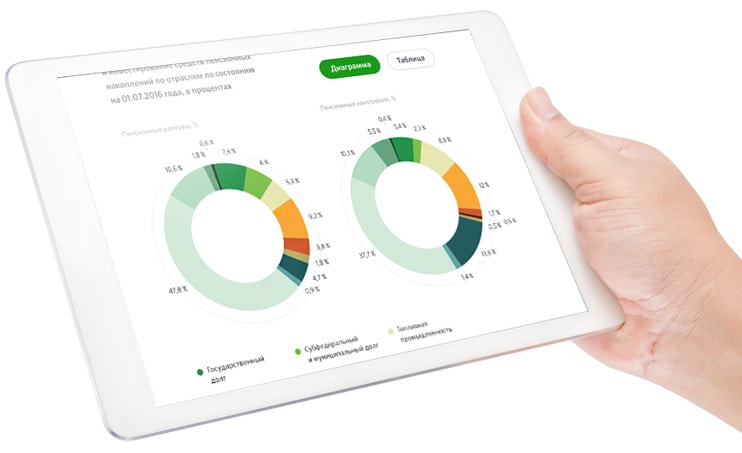 и инвестирование средств пенсионных
накоплений по отраслям по состоянию
на 01.07.2016 года, в процентах
Диаграмма
Таблица
Пенсионные резервы, %
0,6 %
1,8 %
7,6 %
10,6 %
6 %
5,3 %
9,2 %
3,8 %
1,8 %
4,7 %
0,9 %
47,8 %
Пенсионные накопления, %
0,4 %
5,5 %
5,4 %
2,3 %
10,1 %
8,9 %
12 %
1,7 %
0,5 %
0,5 %
13,6 %
1,4 %
37,7 %
Государственный
долг
Субфедеральный
и муниципальный долг
Топливная
промышленность